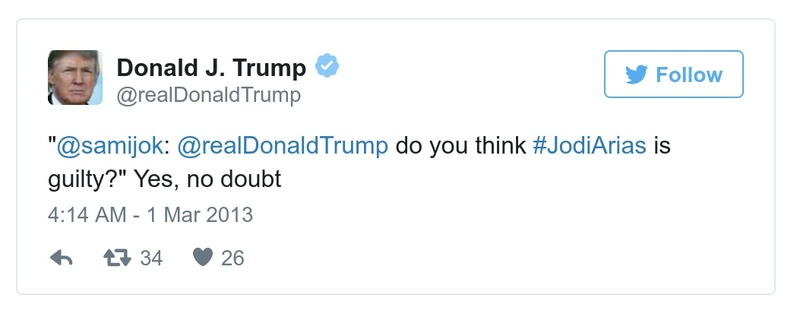 Donald J. Trump
@realDonaldTrump
Follow
"@samijok: @realDonaldTrump do you think #JodiArias is
guilty?" Yes, no doubt
4:14 AM - 1 Mar 2013
34 26